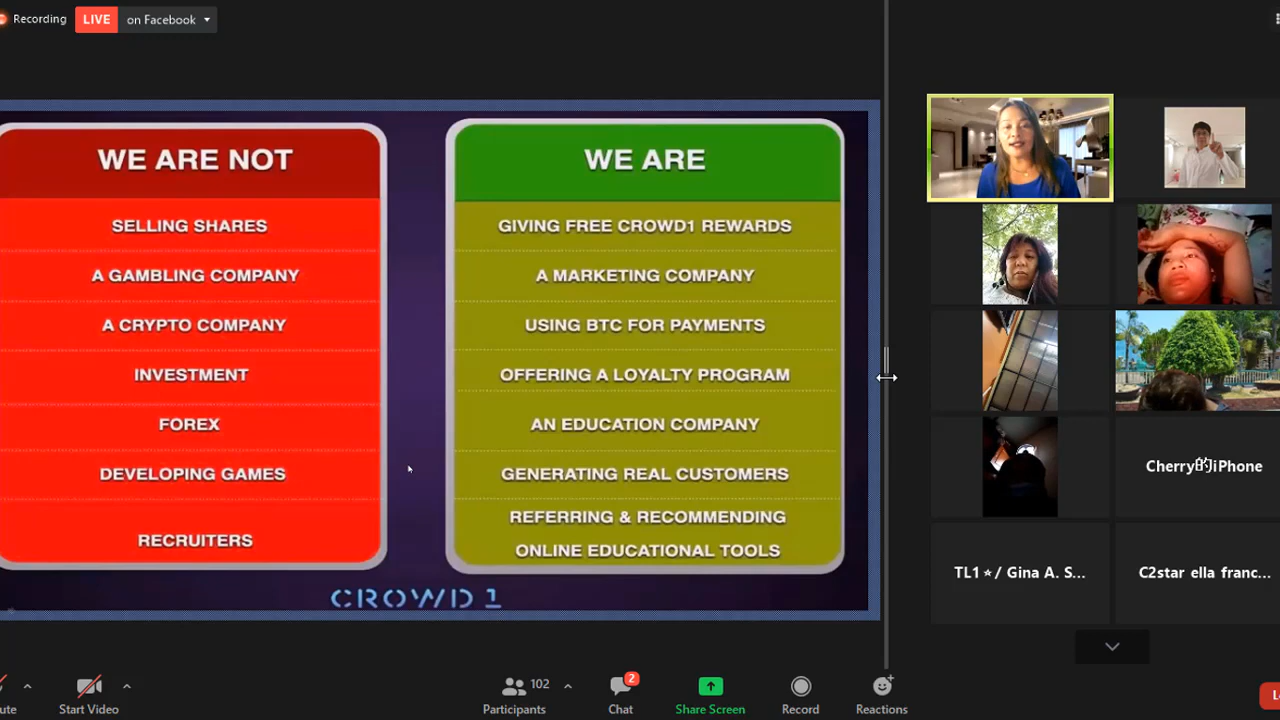 Recording
LIVE on Facebook
WE ARE NOT
SELLING SHARES
A GAMBLING COMPANY
A CRYPTO COMPANY
INVESTMENT
FOREX
DEVELOPING GAMES
RECRUITERS
WE ARE
GIVING FREE CROWD1 REWARDS
A MARKETING COMPANY
USING BTC FOR PAYMENTS
OFFERING A LOYALTY PROGRAM
AN EDUCATION COMPANY
GENERATING REAL CUSTOMERS
REFERRING & RECOMMENDING
ONLINE EDUCATIONAL TOOLS
CROWD 1
Cherry的iPhone
TL1⭑/ Gina A. S...
C2star ella franc...
ute
Start Video
102
Participants
2
Chat
Share Screen
Record
Reactions